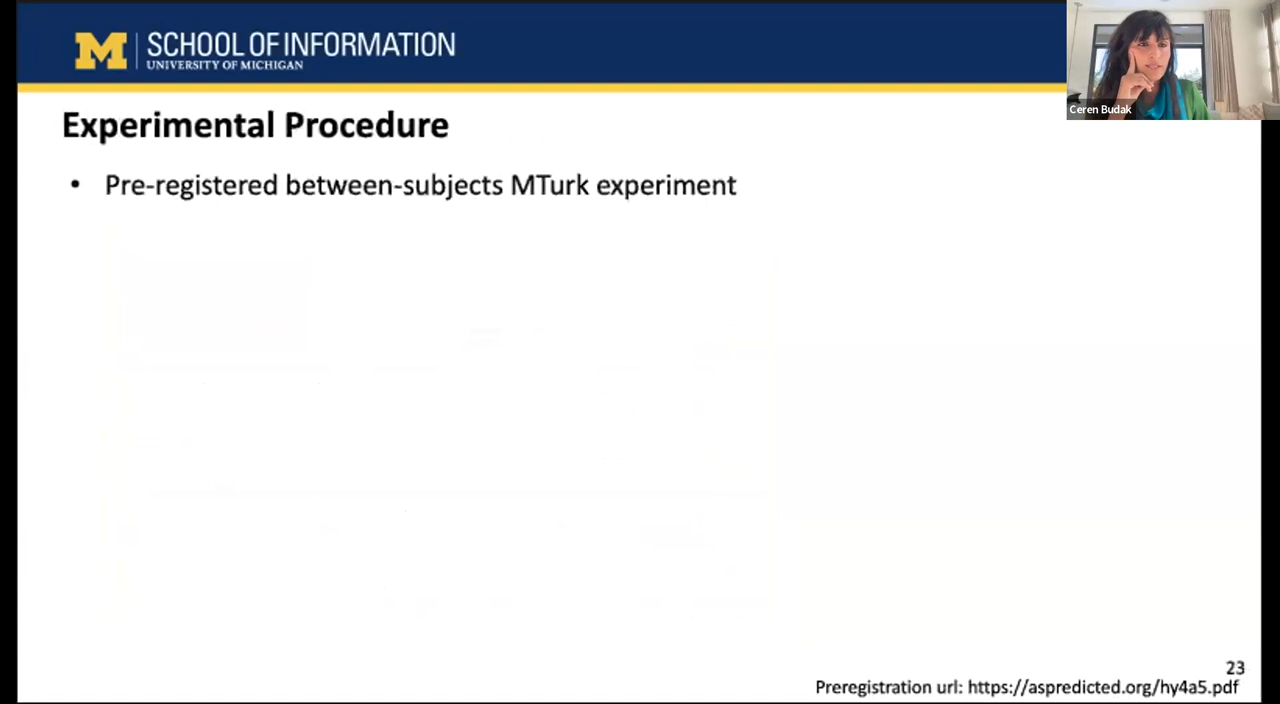 M
SCHOOL OF INFORMATION
UNIVERSITY OF MICHIGAN
Ceren Budak
Experimental Procedure
• Pre-registered between-subjects MTurk experiment
23
Preregistration url: https://aspredicted.org/hy4a5.pdf